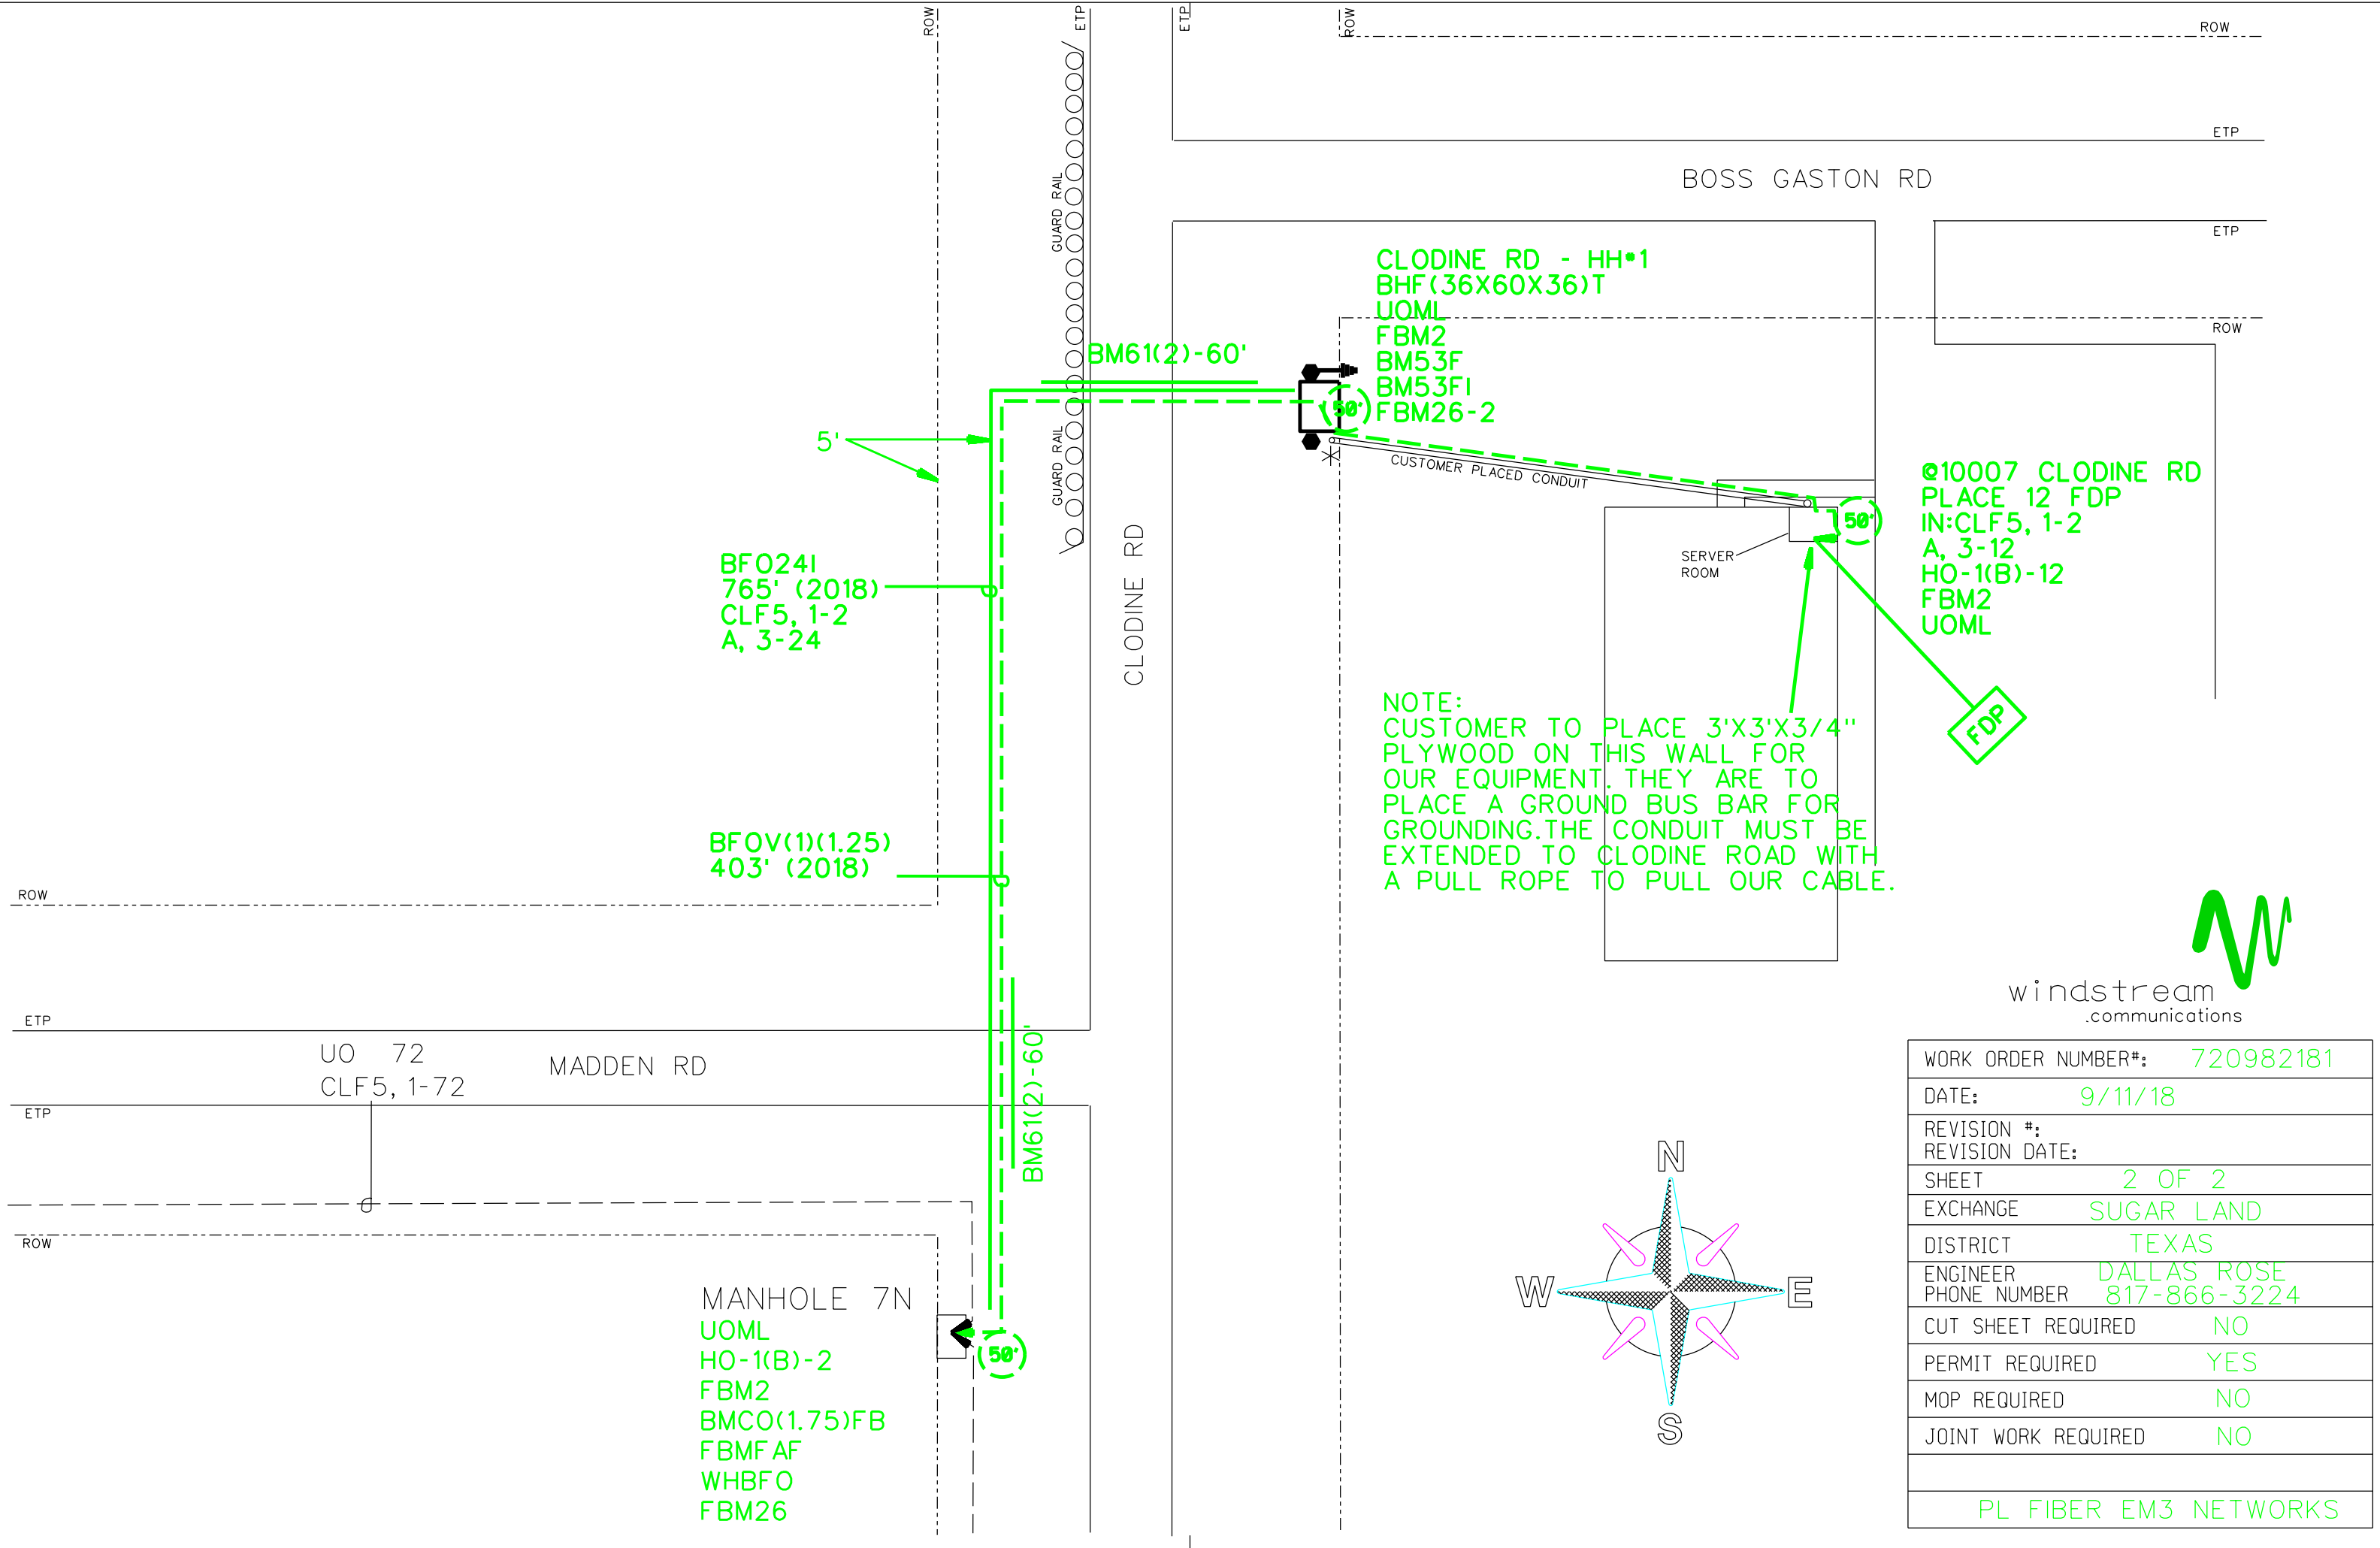 ROW
ETP
ETP
ROW
ROW
ETP
BOSS GASTON RD
ETP
ROW
GUARD RAIL
GUARD RAIL
CLODINE RD - HH#1
BHF(36X60X36)T
UOML
FBM2
BM53F
BM53FI
FBM26-2
BM61(2)-60'
50'
5'
CUSTOMER PLACED CONDUIT
@10007 CLODINE RD
PLACE 12 FDP
IN:CLF5, 1-2
A, 3-12
HO-1(B)-12
FBM2
UOML
50'
SERVER
ROOM
CLODINE RD
BFO24I
765' (2018)
CLF5, 1-2
A, 3-24
FDP
NOTE:
CUSTOMER TO PLACE 3'X3'X3/4"
PLYWOOD ON THIS WALL FOR
OUR EQUIPMENT. THEY ARE TO
PLACE A GROUND BUS BAR FOR
GROUNDING.THE CONDUIT MUST BE
EXTENDED TO CLODINE ROAD WITH
A PULL ROPE TO PULL OUR CABLE.
BFOV(1)(1.25)
403' (2018)
ROW
ETP
UO 72
CLF5, 1-72
MADDEN RD
ETP
BM61(2)-60'
ROW
MANHOLE 7N
UOML
HO-1(B)-2
FBM2
BMCO(1.75)FB
FBMFAF
WHBFO
FBM26
50'
N
W
E
S
windstream
.communications
WORK ORDER NUMBER#: 720982181
DATE: 9/11/18
REVISION #:
REVISION DATE:
SHEET 2 OF 2
EXCHANGE SUGAR LAND
DISTRICT TEXAS
ENGINEER DALLAS ROSE
PHONE NUMBER 817-866-3224
CUT SHEET REQUIRED NO
PERMIT REQUIRED YES
MOP REQUIRED NO
JOINT WORK REQUIRED NO
PL FIBER EM3 NETWORKS